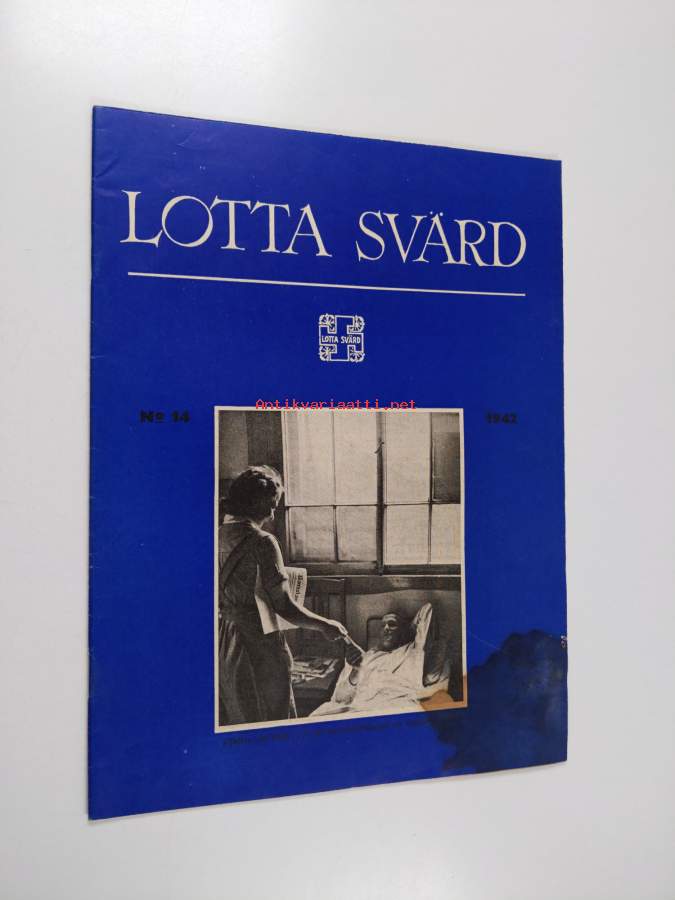 LOTTA SVÄRD
LOTTA SVÄRD
Antikvariaatti.net
No 14
1942